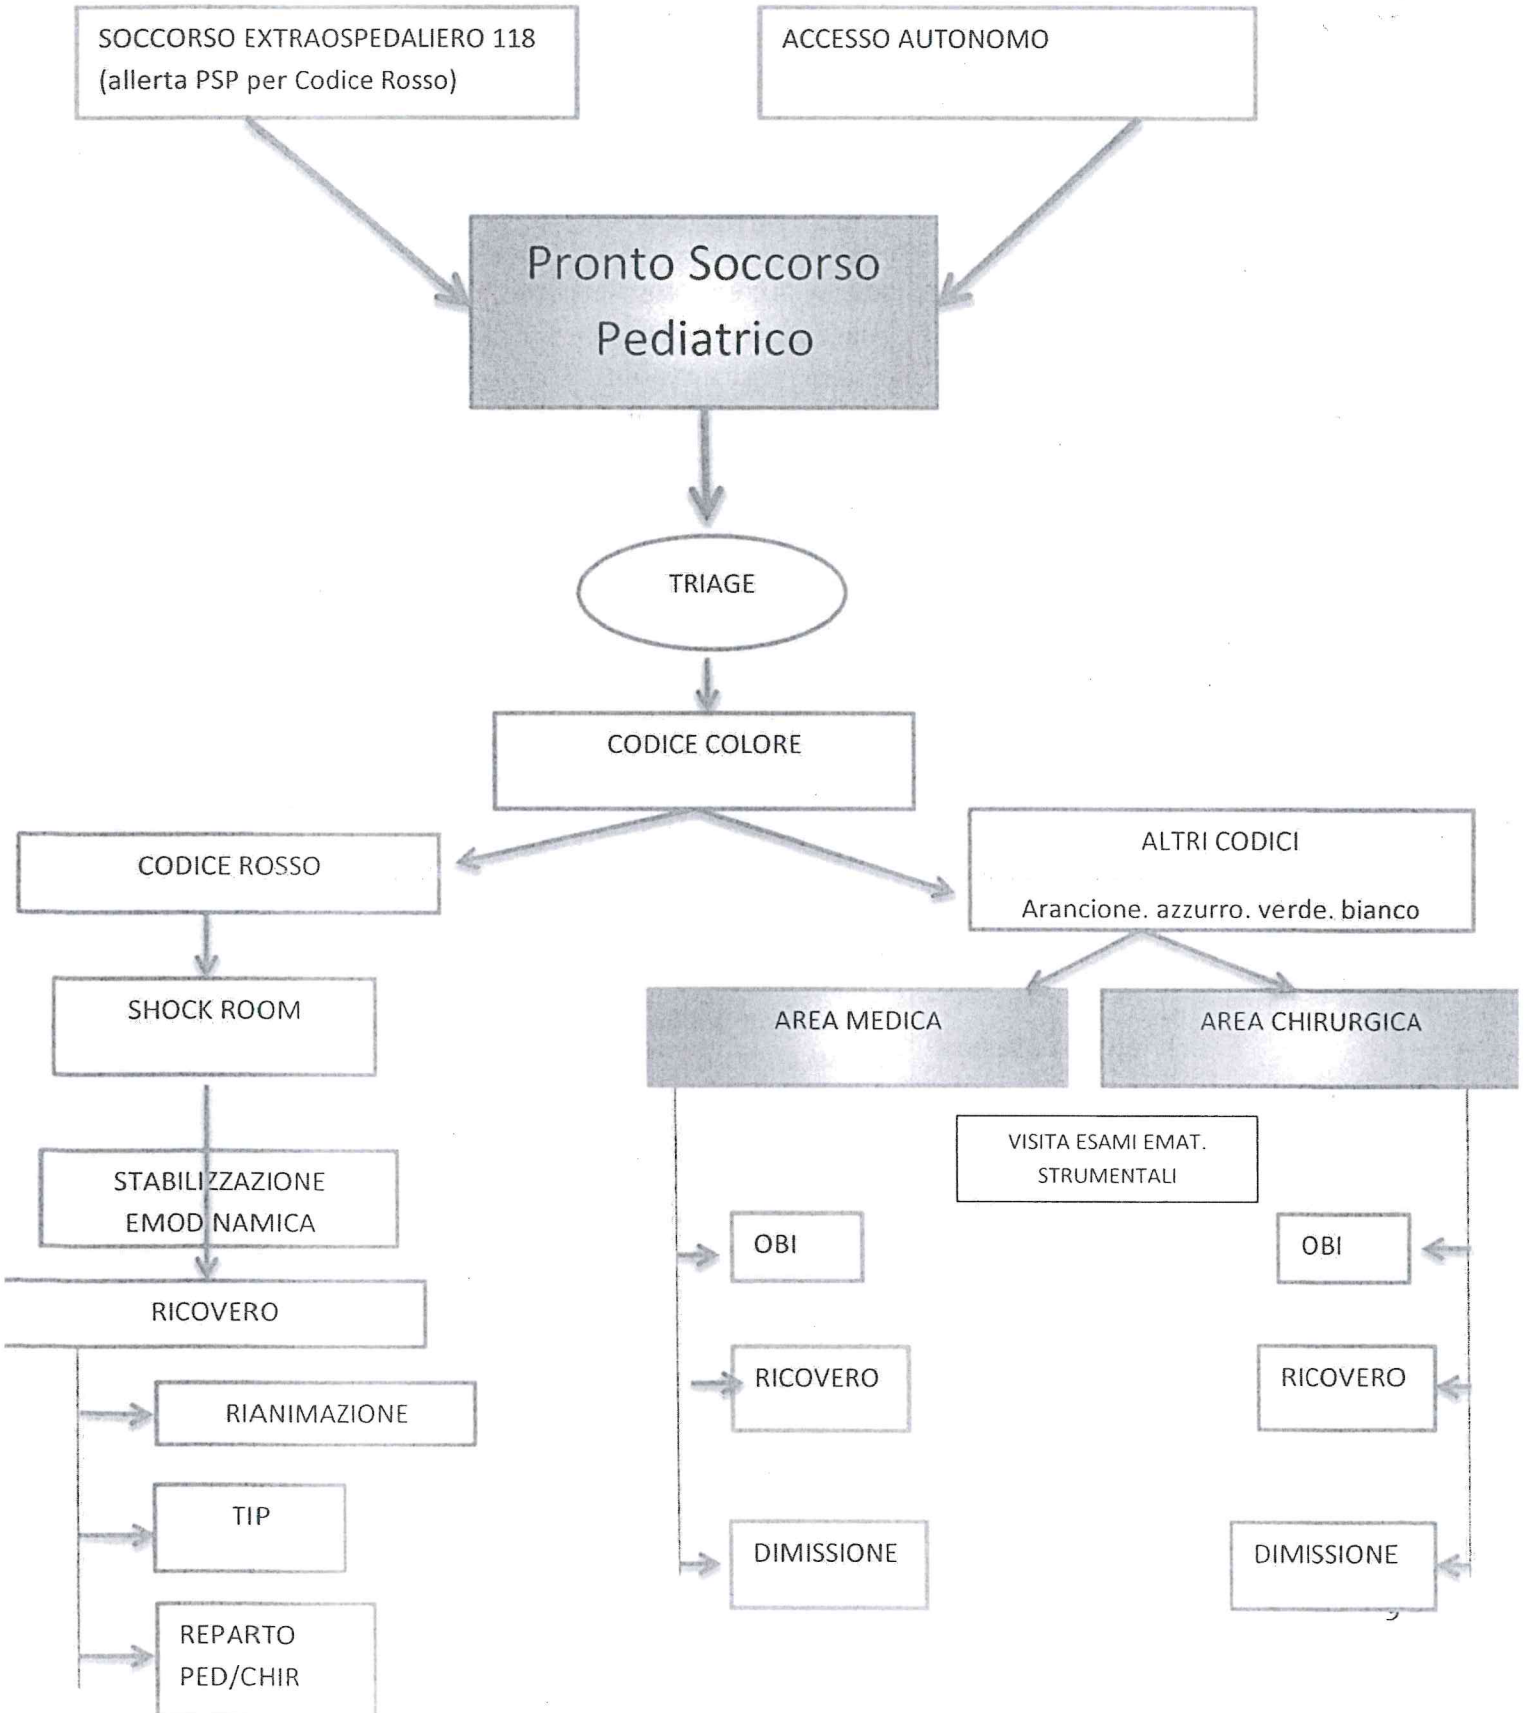 SOCCORSO EXTRAOSPEDALIERO 118
(allerta PSP per Codice Rosso)
ACCESSO AUTONOMO
Pronto Soccorso
Pediatrico
TRIAGE
CODICE COLORE
CODICE ROSSO
ALTRI CODICI
Arancione. azzurro. verde. bianco
SHOCK ROOM
AREA MEDICA
AREA CHIRURGICA
VISITA ESAMI EMAT.
STRUMENTALI
STABILIZZAZIONE
EMODINAMICA
RICOVERO
RIANIMAZIONE
TIP
REPARTO
PED/CHIR
OBI
RICOVERO
DIMISSIONE
OBI
RICOVERO
DIMISSIONE